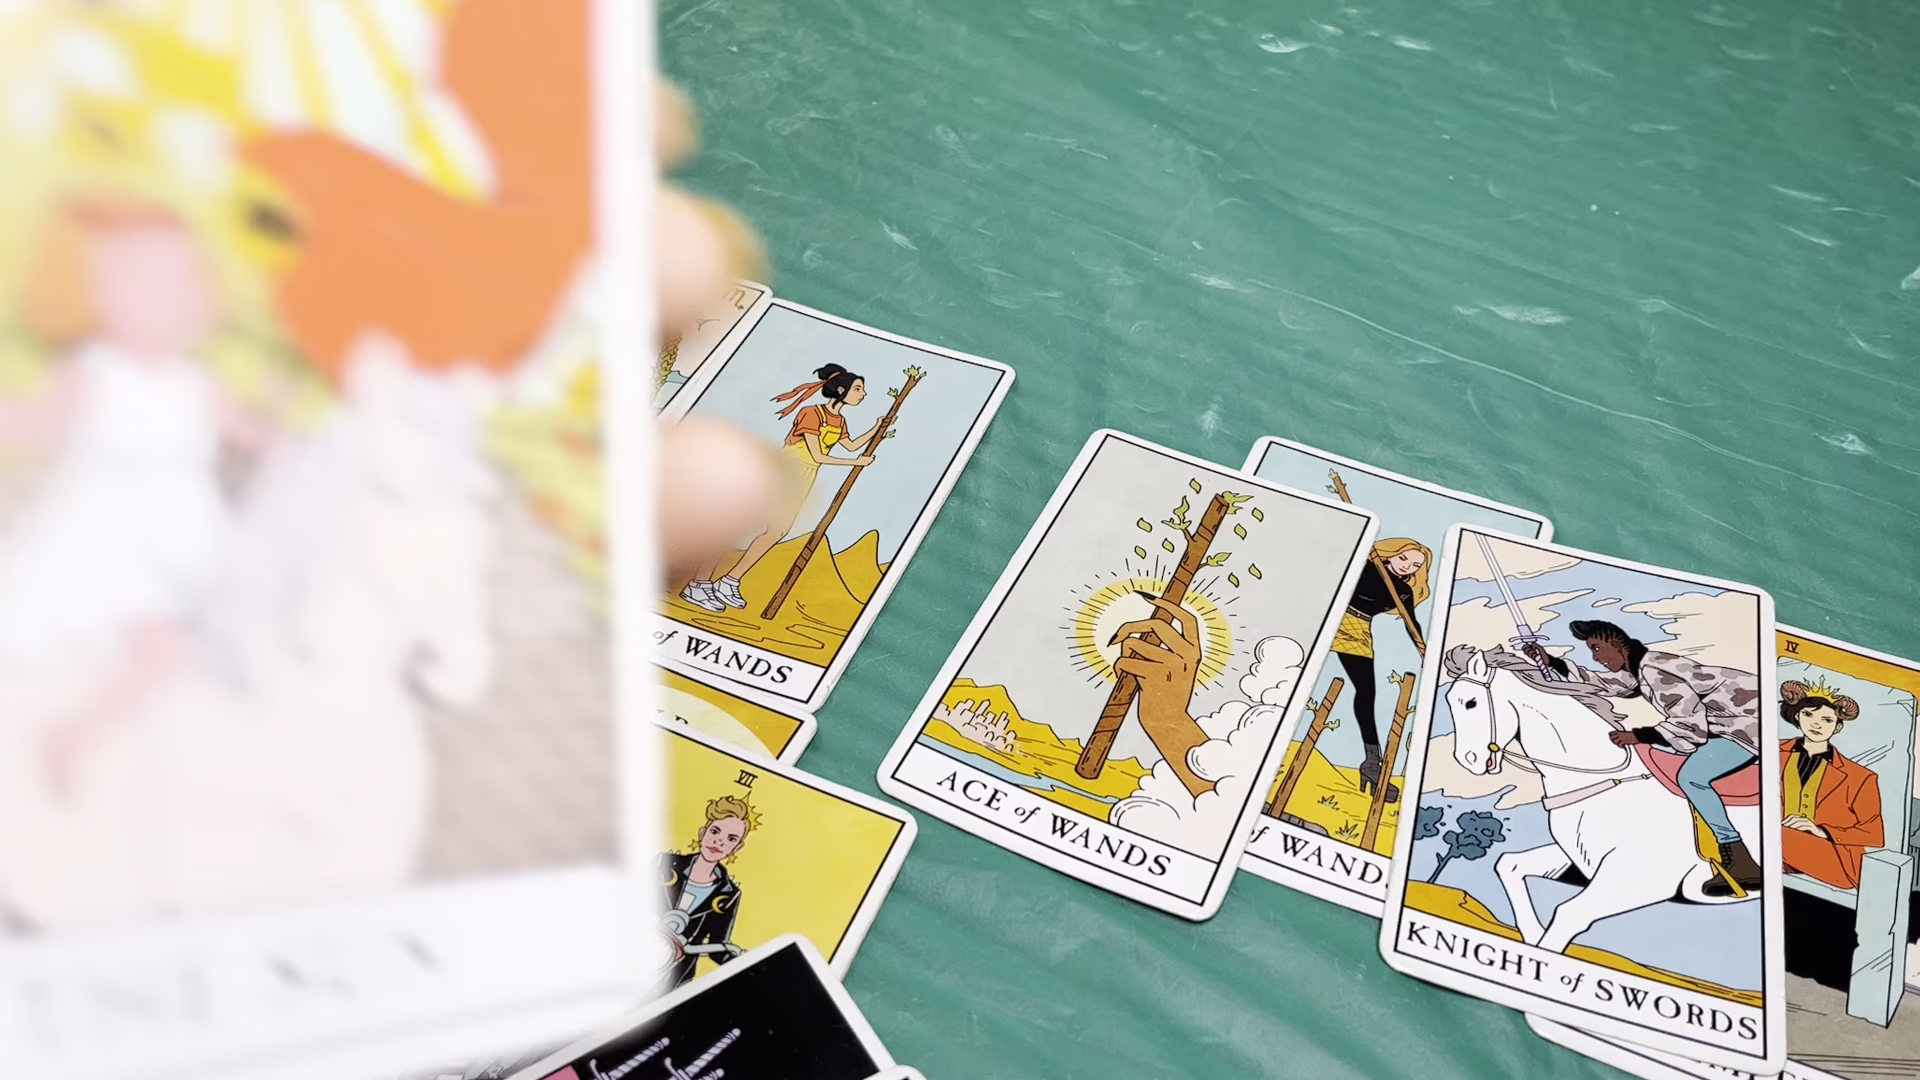 of WANDS
VII
ACE of WANDS
of WANDS
KNIGHT of SWORDS
IV